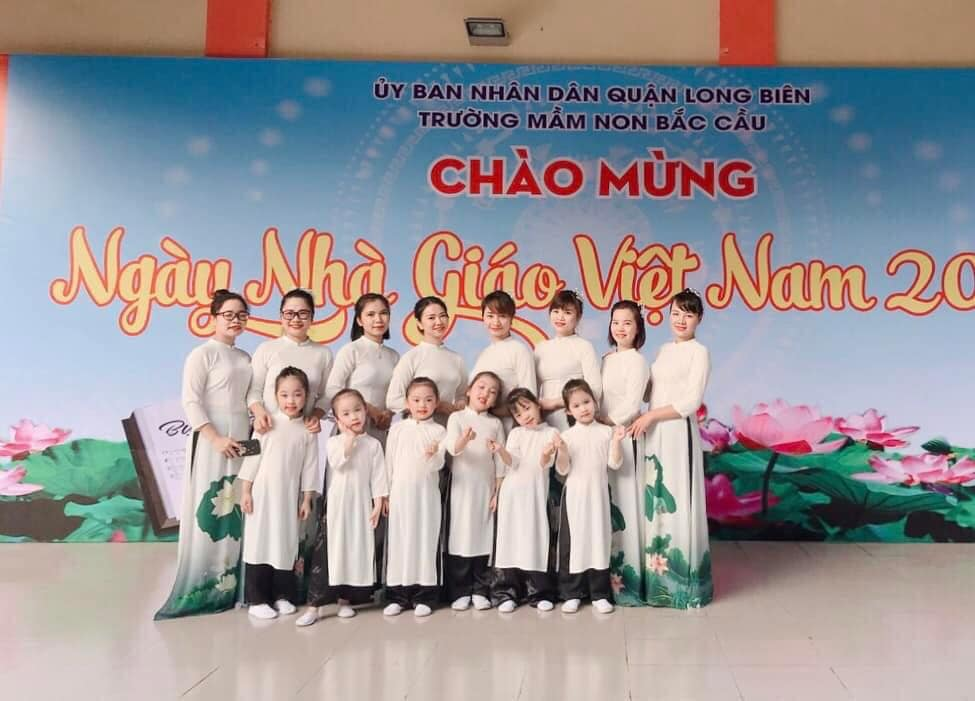 ỦY BAN NHÂN DÂN QUẬN LONG BIÊN
TRƯỜNG MẦM NON BẮC CẦU
CHÀO MỪNG
Ngày Nhà Giáo Việt Nam 20